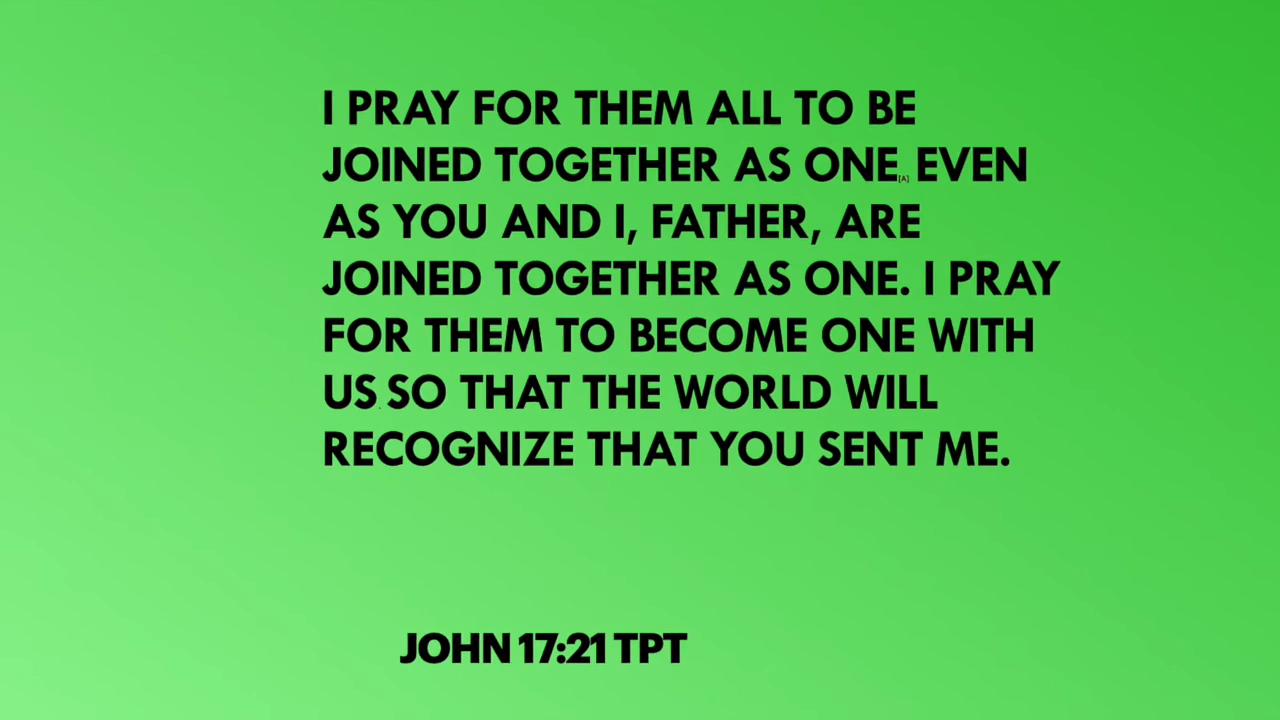 I PRAY FOR THEM ALL TO BE
JOINED TOGETHER AS ONE[A] EVEN
AS YOU AND I, FATHER, ARE
JOINED TOGETHER AS ONE. I PRAY
FOR THEM TO BECOME ONE WITH
US SO THAT THE WORLD WILL
RECOGNIZE THAT YOU SENT ME.
JOHN 17:21 TPT